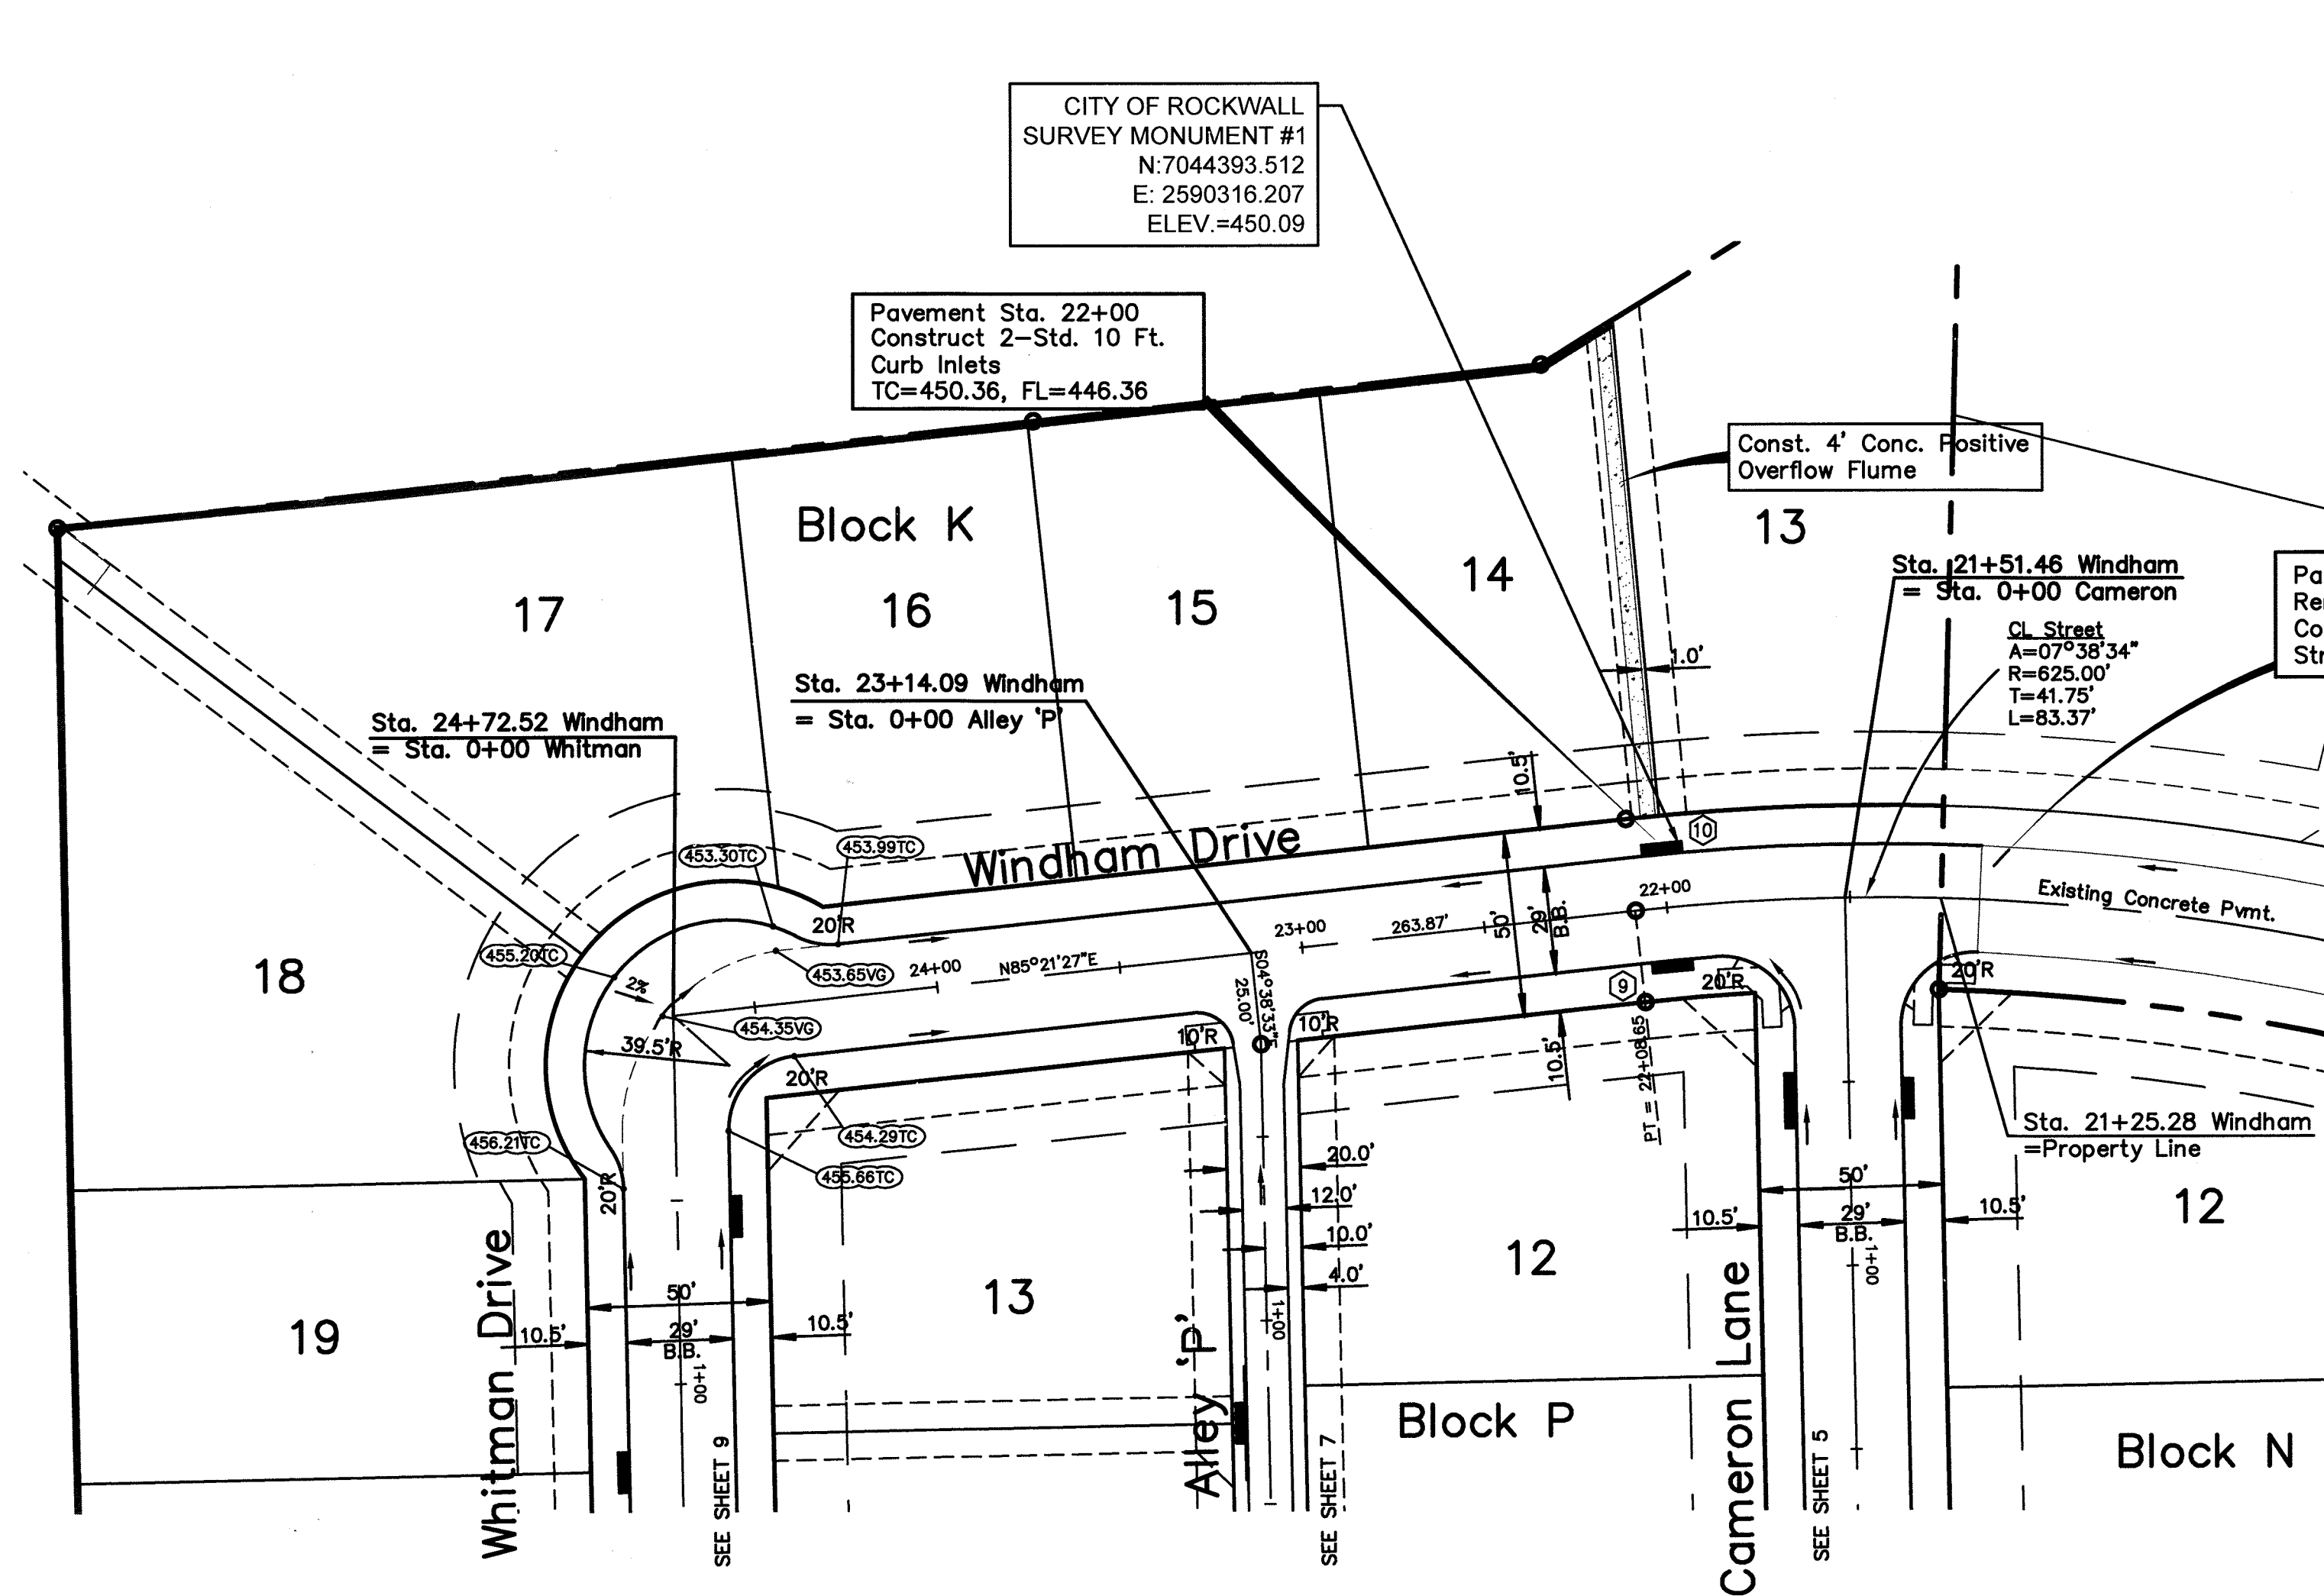 CITY OF ROCKWALL
SURVEY MONUMENT #1
N:7044393.512
E: 2590316.207
ELEV.=450.09
Pavement Sta. 22+00
Construct 2-Std. 10 Ft.
Curb Inlets
TC=450.36, FL=446.36
Const. 4' Conc. Positive
Overflow Flume
Block K
17
16
15
14
13
Sta. 21+51.46 Windham
= Sta. 0+00 Cameron
CL Street
Δ=07°38'34"
R=625.00'
T=41.75'
L=83.37'
Pa
Re
Co
Str
1.0'
Sta. 23+14.09 Windham
= Sta. 0+00 Alley 'P'
Sta. 24+72.52 Windham
= Sta. 0+00 Whitman
10.5'
Windham Drive
453.30TC
453.99TC
10
20'R
22+00
Existing Concrete Pvmt.
50'
29'
B.B.
23+00
263.87'
455.20TC
453.65VG
24+00
N85°21'27"E
S04°38'33"E
25.00'
18
2%
9
20'R
20'R
454.35VG
39.5'R
10'R
10'R
10.5'
PT = 22+08.65
20'R
454.29TC
456.21TC
455.66TC
20'R
Sta. 21+25.28 Windham
=Property Line
20.0'
12.0'
10.0'
4.0'
50'
10.5'
29'
B.B.
10.5'
12
12
1+00
13
19
50'
10.5'
29'
B.B.
10.5'
1+00
1+00
Whitman Drive
SEE SHEET 9
Alley 'P'
SEE SHEET 7
Block P
Cameron Lane
SEE SHEET 5
Block N